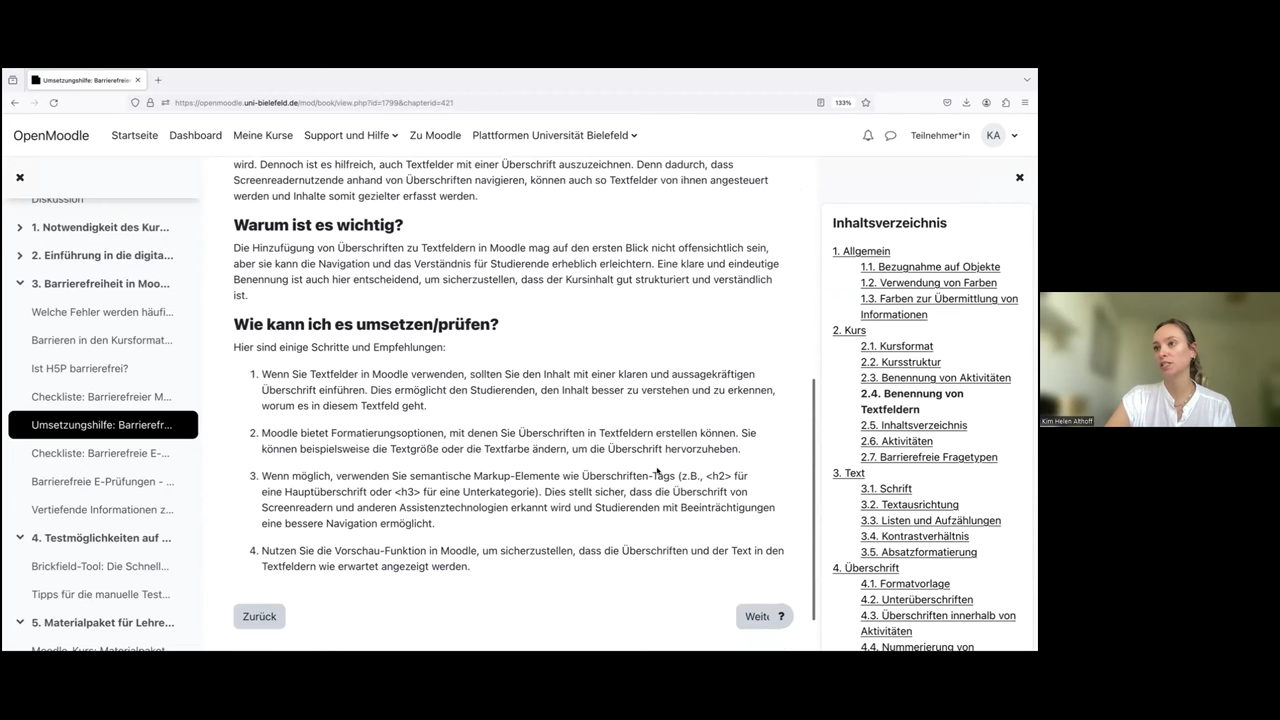 Umsetzungshilfe: Barrierefreie
https://openmoodle.uni-bielefeld.de/mod/book/view.php?id=1799&chapterid=421
133%
OpenMoodle
Startseite
Dashboard
Meine Kurse
Support und Hilfe
Zu Moodle
Plattformen Universität Bielefeld
Teilnehmer*in
KA
Diskussion
1. Notwendigkeit des Kur...
2. Einführung in die digita...
3. Barrierefreiheit in Moo...
Welche Fehler werden häufi...
Barrieren in den Kursformat...
Ist H5P barrierefrei?
Checkliste: Barrierefreier M...
Umsetzungshilfe: Barrierefr...
Checkliste: Barrierefreie E-...
Barrierefreie E-Prüfungen - ...
Vertiefende Informationen z...
4. Testmöglichkeiten auf ...
Brickfield-Tool: Die Schnell...
Tipps für die manuelle Test...
5. Materialpaket für Lehre...
Moodle-Kurs: Materialpaket
wird. Dennoch ist es hilfreich, auch Textfelder mit einer Überschrift auszuzeichnen. Denn dadurch, dass
Screenreadernutzende anhand von Überschriften navigieren, können auch so Textfelder von ihnen angesteuert
werden und Inhalte somit gezielter erfasst werden.
Warum ist es wichtig?
Die Hinzufügung von Überschriften zu Textfeldern in Moodle mag auf den ersten Blick nicht offensichtlich sein,
aber sie kann die Navigation und das Verständnis für Studierende erheblich erleichtern. Eine klare und eindeutige
Benennung ist auch hier entscheidend, um sicherzustellen, dass der Kursinhalt gut strukturiert und verständlich
ist.
Wie kann ich es umsetzen/prüfen?
Hier sind einige Schritte und Empfehlungen:
1. Wenn Sie Textfelder in Moodle verwenden, sollten Sie den Inhalt mit einer klaren und aussagekräftigen
Überschrift einführen. Dies ermöglicht den Studierenden, den Inhalt besser zu verstehen und zu erkennen,
worum es in diesem Textfeld geht.
2. Moodle bietet Formatierungsoptionen, mit denen Sie Überschriften in Textfeldern erstellen können. Sie
können beispielsweise die Textgröße oder die Textfarbe ändern, um die Überschrift hervorzuheben.
3. Wenn möglich, verwenden Sie semantische Markup-Elemente wie Überschriften-Tags (z.B., <h2> für
eine Hauptüberschrift oder <h3> für eine Unterkategorie). Dies stellt sicher, dass die Überschrift von
Screenreadern und anderen Assistenztechnologien erkannt wird und Studierenden mit Beeinträchtigungen
eine bessere Navigation ermöglicht.
4. Nutzen Sie die Vorschau-Funktion in Moodle, um sicherzustellen, dass die Überschriften und der Text in den
Textfeldern wie erwartet angezeigt werden.
Zurück
Weite
?
Inhaltsverzeichnis
1. Allgemein
1.1. Bezugnahme auf Objekte
1.2. Verwendung von Farben
1.3. Farben zur Übermittlung von
Informationen
2. Kurs
2.1. Kursformat
2.2. Kursstruktur
2.3. Benennung von Aktivitäten
2.4. Benennung von
Textfeldern
2.5. Inhaltsverzeichnis
2.6. Aktivitäten
2.7. Barrierefreie Fragetypen
3. Text
3.1. Schrift
3.2. Textausrichtung
3.3. Listen und Aufzählungen
3.4. Kontrastverhältnis
3.5. Absatzformatierung
4. Überschrift
4.1. Formatvorlage
4.2. Unterüberschriften
4.3. Überschriften innerhalb von
Aktivitäten
4.4. Nummerierung von
Kim Helen Althoff